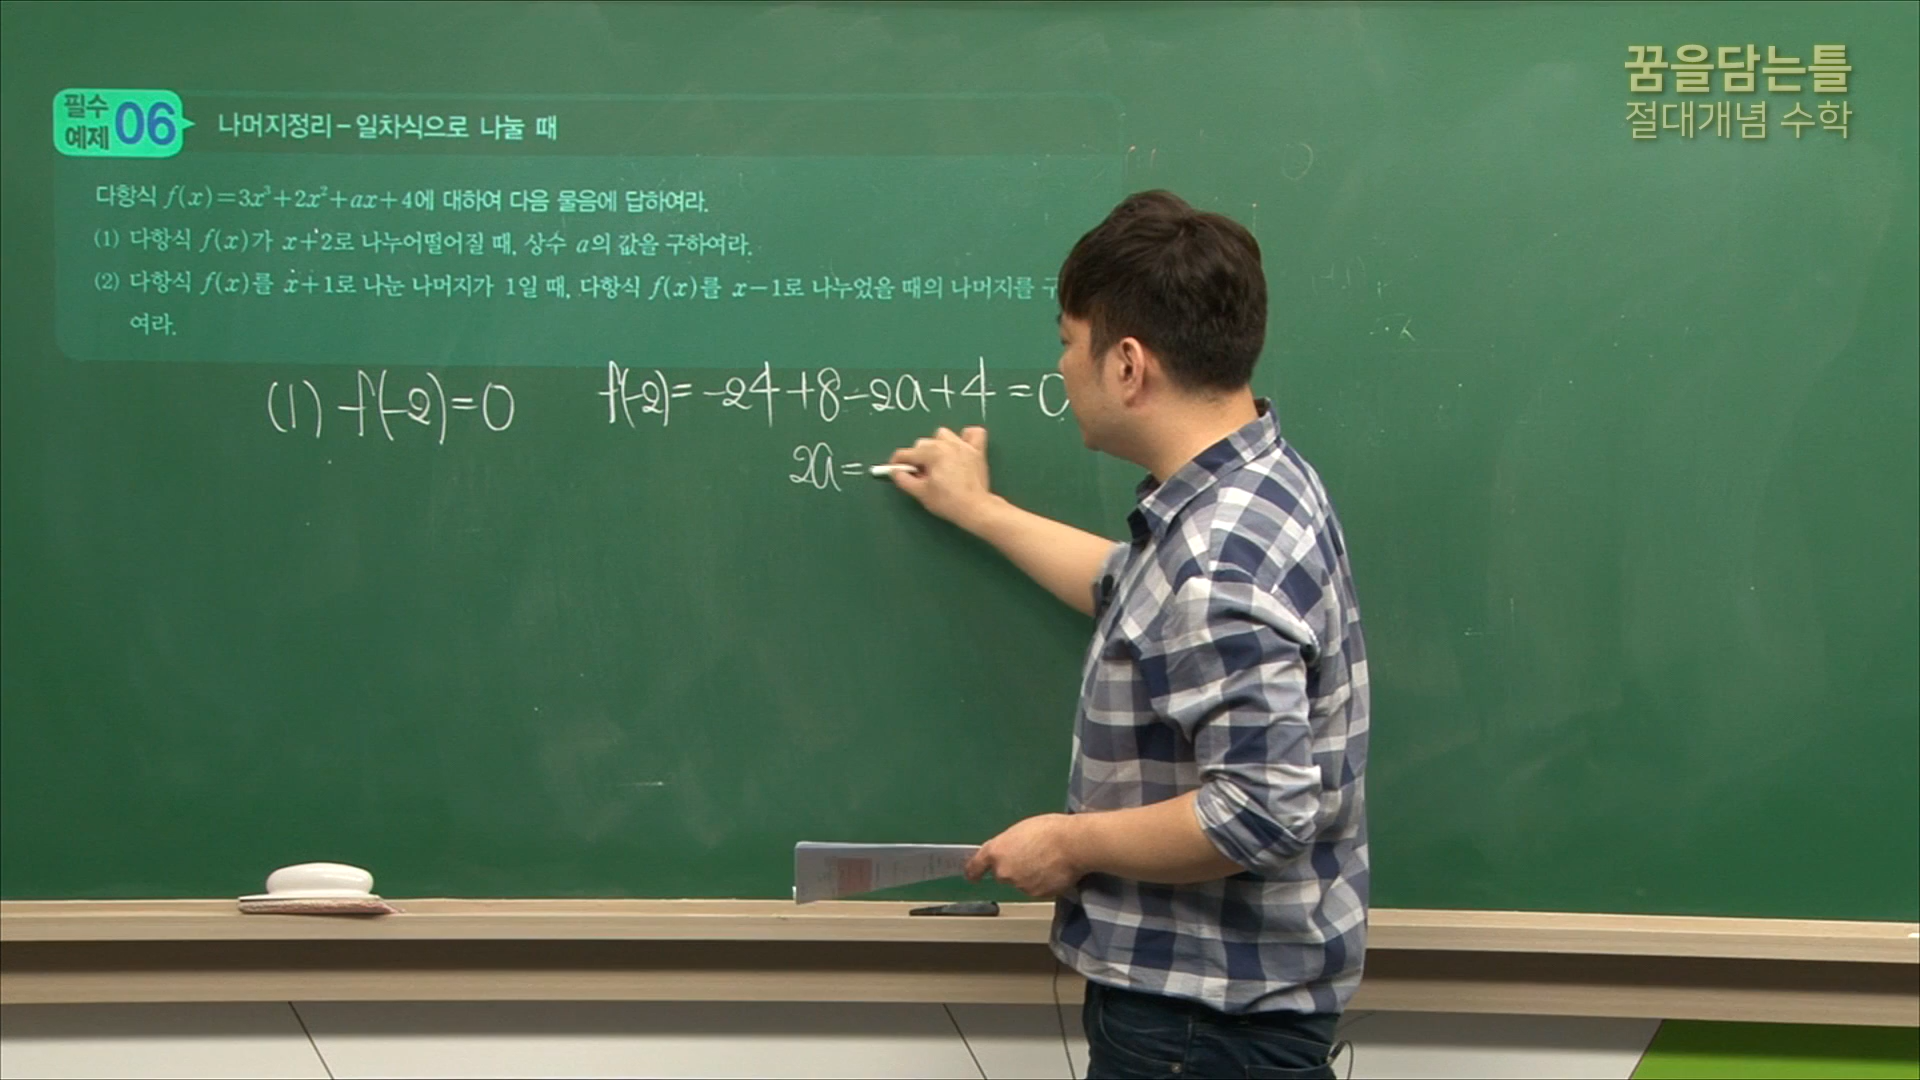 꿈을담는틀
절대개념 수학
필수 예제 06 나머지정리-일차식으로 나눌 때
다항식 f(x)=3x³+2x²+ax+4에 대하여 다음 물음에 답하여라.
(1) 다항식 f(x)가 x+2로 나누어떨어질 때, 상수 a의 값을 구하여라.
(2) 다항식 f(x)를 x+1로 나눈 나머지가 1일 때, 다항식 f(x)를 x-1로 나누었을 때의 나머지를 구
여라.
(1) f(-2)=0 f(-2)=-24+8-2a+4=0
2a=